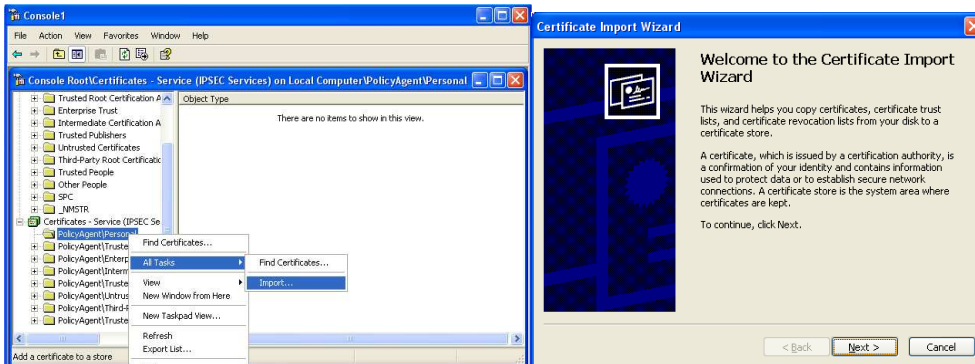 Console1
File Action View Favorites Window Help
Console Root\Certificates - Service (IPSEC Services) on Local Computer\PolicyAgent\Personal
Trusted Root Certification A
Enterprise Trust
Intermediate Certification A
Trusted Publishers
Untrusted Certificates
Third-Party Root Certificatic
Trusted People
Other People
SPC
_NMSTR
Certificates - Service (IPSEC Se
PolicyAgent\Personal
PolicyAgent\Truste
PolicyAgent\Enterp
PolicyAgent\Interm
PolicyAgent\Truste
PolicyAgent\Untrus
PolicyAgent\Third-P
PolicyAgent\Truste
Object Type
There are no items to show in this view.
Find Certificates...
All Tasks
View
New Window from Here
New Taskpad View...
Refresh
Export List...
Find Certificates...
Import...
Add a certificate to a store
Certificate Import Wizard
Welcome to the Certificate Import
Wizard
This wizard helps you copy certificates, certificate trust
lists, and certificate revocation lists from your disk to a
certificate store.
A certificate, which is issued by a certification authority, is
a confirmation of your identity and contains information
used to protect data or to establish secure network
connections. A certificate store is the system area where
certificates are kept.
To continue, click Next.
< Back Next > Cancel